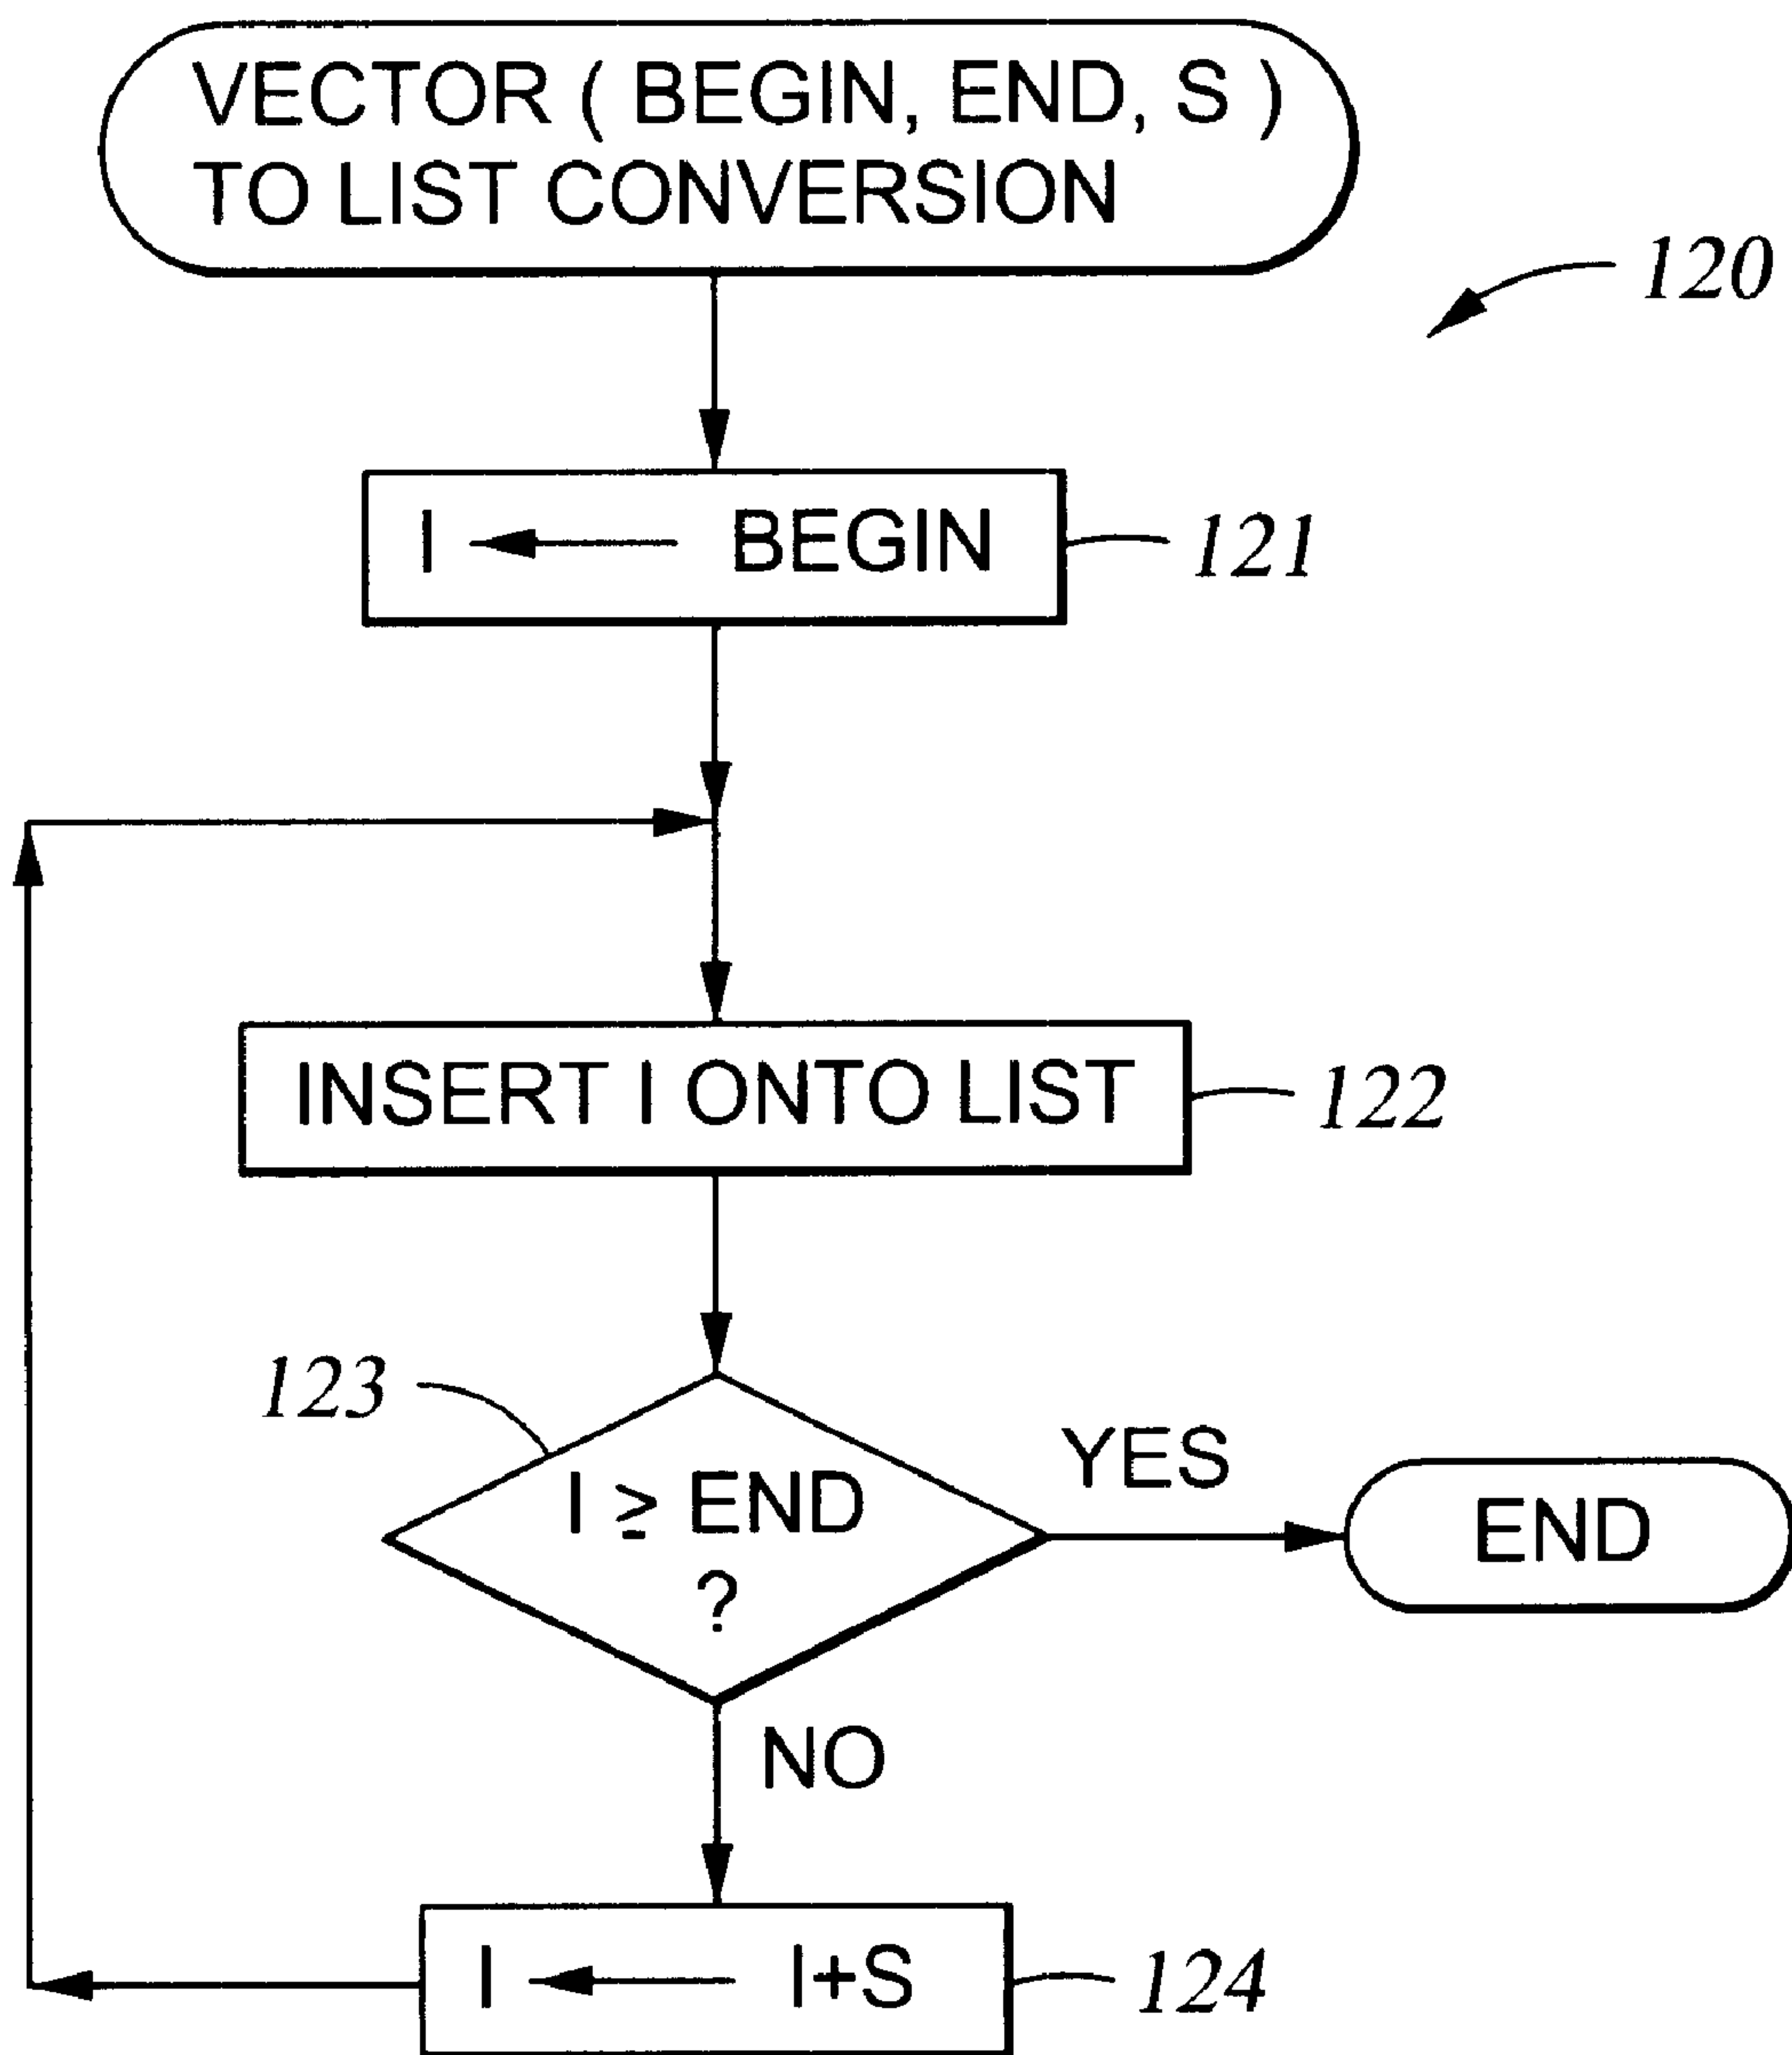 VECTOR ( BEGIN, END, S )
TO LIST CONVERSION
120
I ← BEGIN
121
INSERT I ONTO LIST
122
123
I ≥ END
?
YES
END
NO
I ← I+S
124